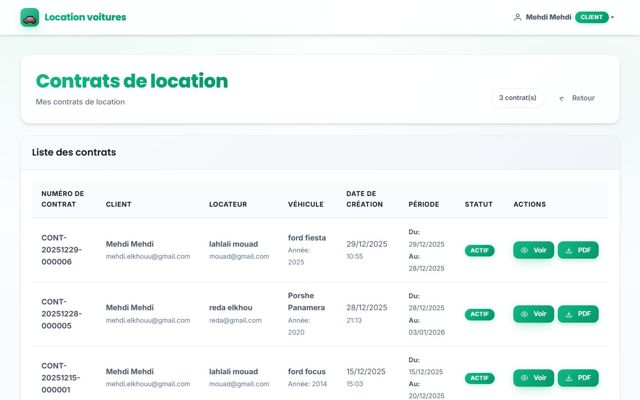 Location voitures
Mehdi Mehdi CLIENT
Contrats de location
Mes contrats de location
3 contrat(s)
Retour
Liste des contrats
NUMÉRO DE CONTRAT CLIENT LOCATEUR VÉHICULE DATE DE CRÉATION PÉRIODE STATUT ACTIONS
CONT-20251229-000006
Mehdi Mehdi
mehdi.elkhouu@gmail.com
lahlali mouad
mouad@gmail.com
ford fiesta
Année: 2025
29/12/2025
10:55
Du:
29/12/2025
Au:
28/12/2025
ACTIF
Voir
PDF
CONT-20251228-000005
Mehdi Mehdi
mehdi.elkhouu@gmail.com
reda elkhou
reda@gmail.com
Porshe Panamera
Année: 2020
28/12/2025
21:13
Du:
28/12/2025
Au:
03/01/2026
ACTIF
Voir
PDF
CONT-20251215-000001
Mehdi Mehdi
mehdi.elkhouu@gmail.com
lahlali mouad
mouad@gmail.com
ford focus
Année: 2014
15/12/2025
15:03
Du:
15/12/2025
Au:
20/12/2025
ACTIF
Voir
PDF